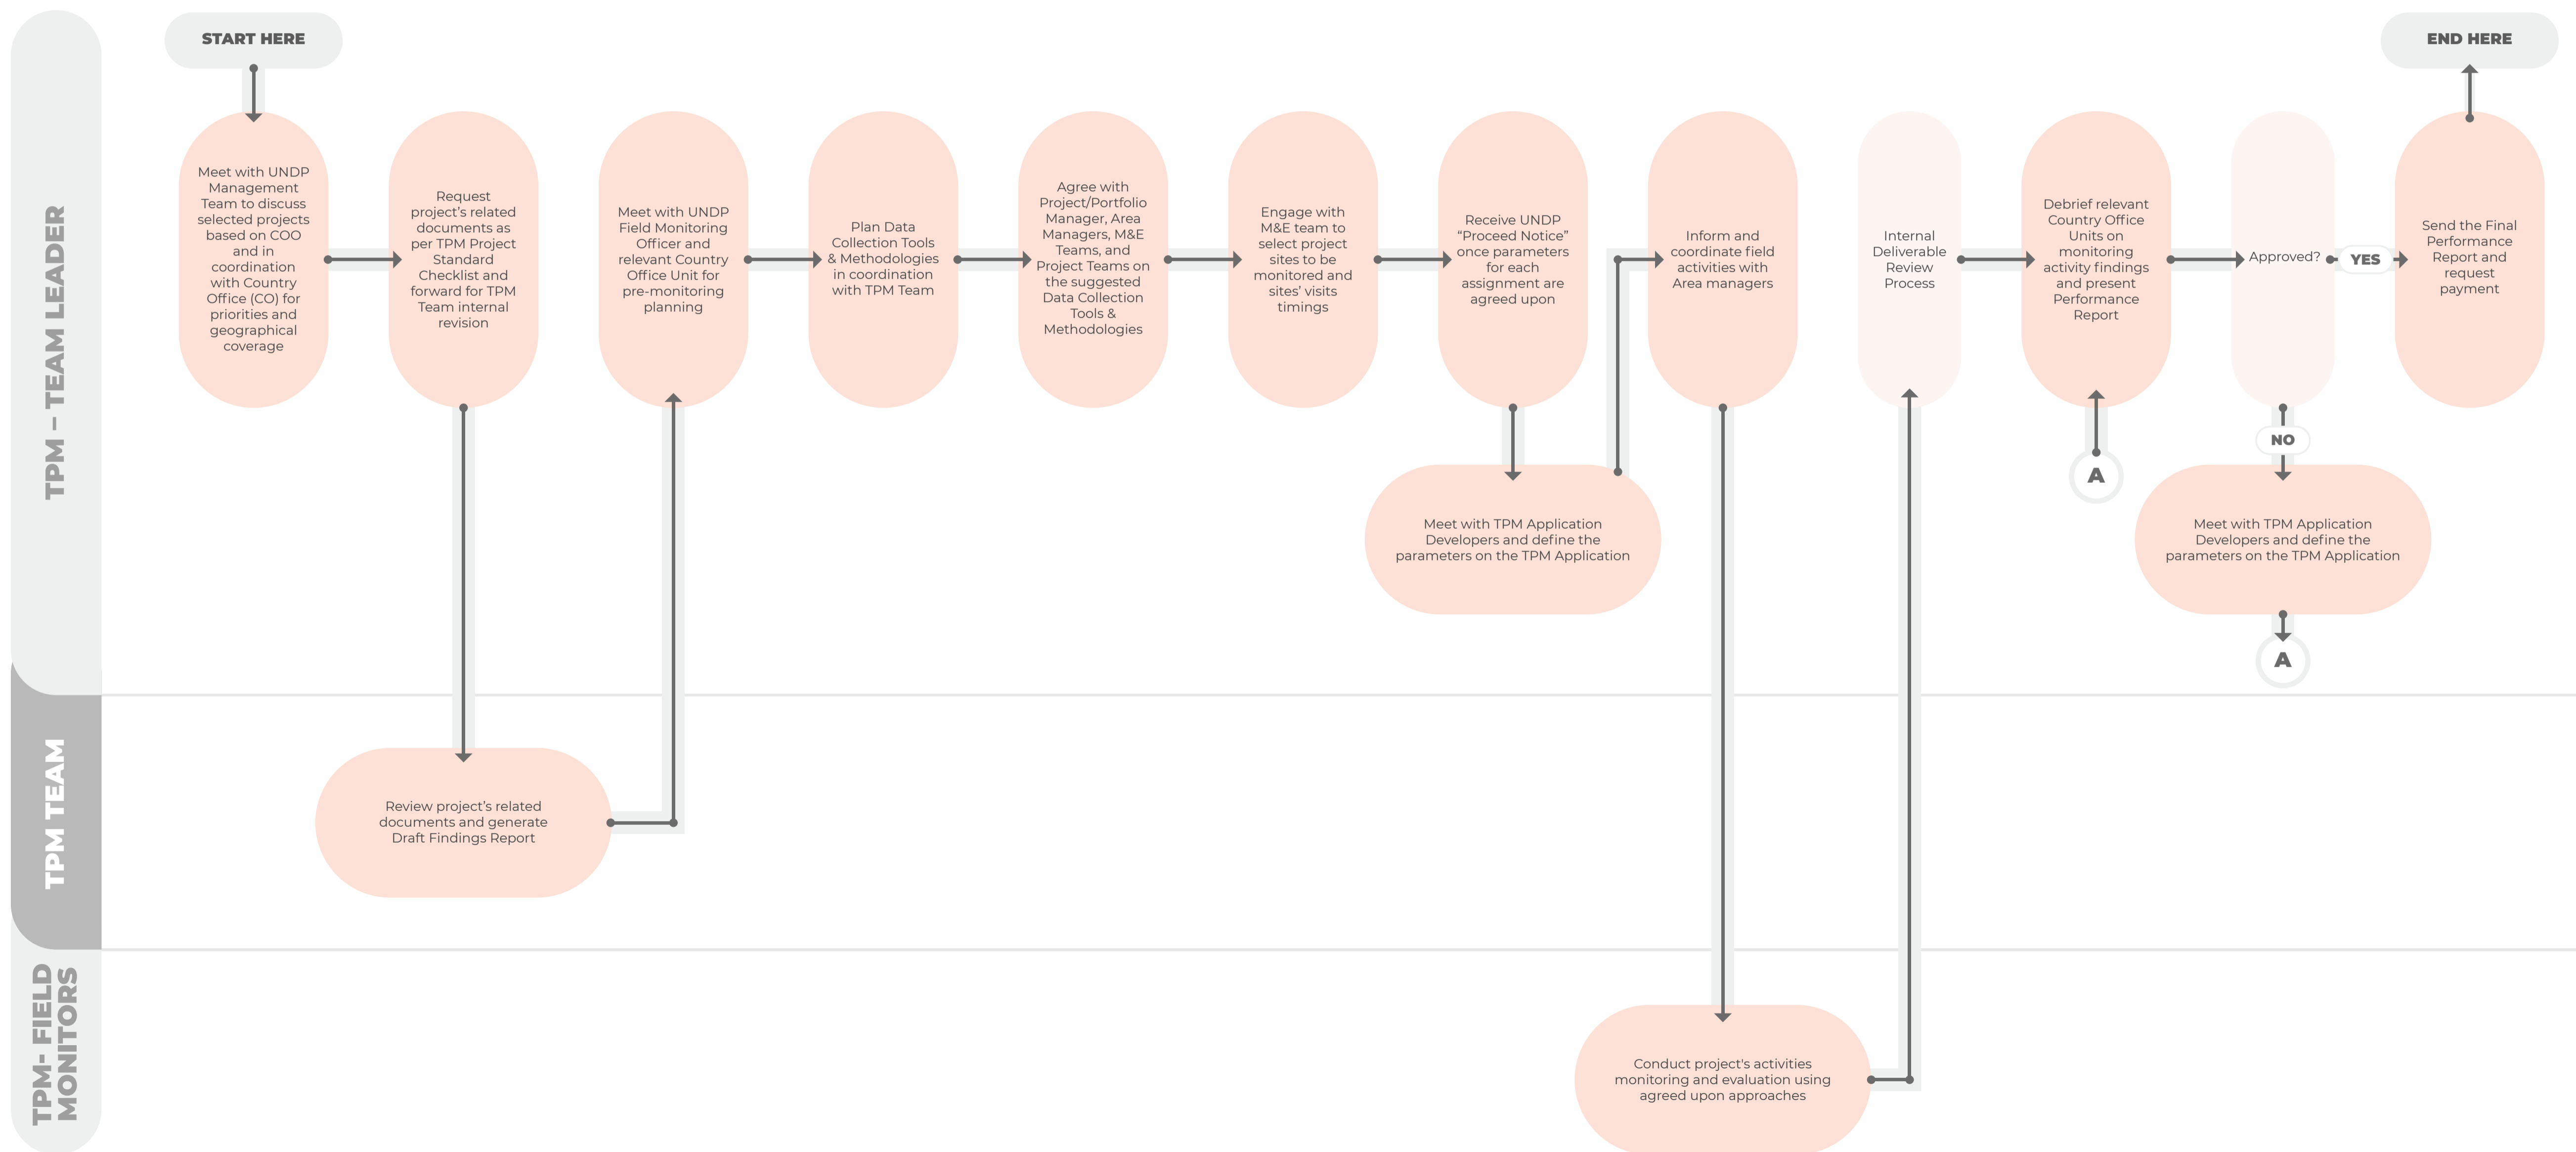 START HERE
END HERE
TPM – TEAM LEADER
Meet with UNDP
Management
Team to discuss
selected projects
based on COO
and in
coordination
with Country
Office (CO) for
priorities and
geographical
coverage
Request
project’s related
documents as
per TPM Project
Standard
Checklist and
forward for TPM
Team internal
revision
Meet with UNDP
Field Monitoring
Officer and
relevant Country
Office Unit for
pre-monitoring
planning
Plan Data
Collection Tools
& Methodologies
in coordination
with TPM Team
Agree with
Project/Portfolio
Manager, Area
Managers, M&E
Teams, and
Project Teams on
the suggested
Data Collection
Tools &
Methodologies
Engage with
M&E team to
select project
sites to be
monitored and
sites’ visits
timings
Receive UNDP
“Proceed Notice”
once parameters
for each
assignment are
agreed upon
Inform and
coordinate field
activities with
Area managers
Internal
Deliverable
Review
Process
Debrief relevant
Country Office
Units on
monitoring
activity findings
and present
Performance
Report
Approved?
YES
Send the Final
Performance
Report and
request
payment
NO
A
Meet with TPM Application
Developers and define the
parameters on the TPM Application
Meet with TPM Application
Developers and define the
parameters on the TPM Application
A
TPM TEAM
Review project’s related
documents and generate
Draft Findings Report
TPM- FIELD
MONITORS
Conduct project's activities
monitoring and evaluation using
agreed upon approaches